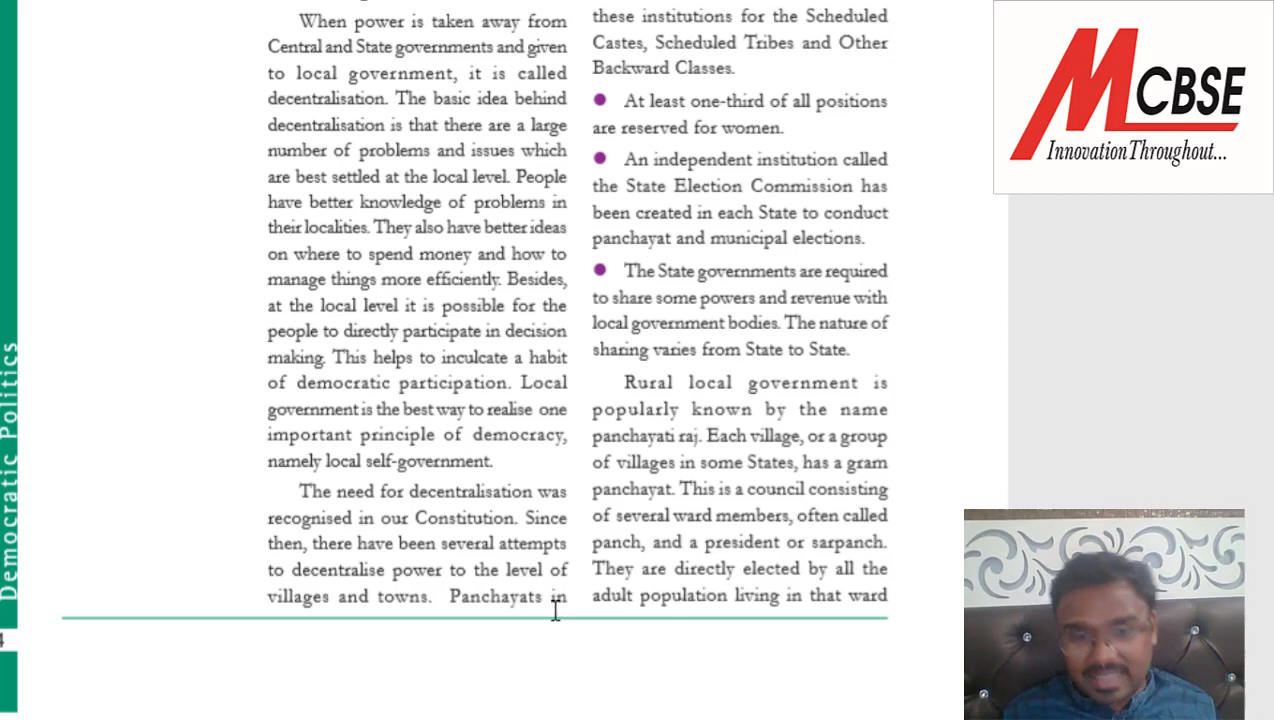 When power is taken away from
Central and State governments and given
to local government, it is called
decentralisation. The basic idea behind
decentralisation is that there are a large
number of problems and issues which
are best settled at the local level. People
have better knowledge of problems in
their localities. They also have better ideas
on where to spend money and how to
manage things more efficiently. Besides,
at the local level it is possible for the
people to directly participate in decision
making. This helps to inculcate a habit
of democratic participation. Local
government is the best way to realise one
important principle of democracy,
namely local self-government.
The need for decentralisation was
recognised in our Constitution. Since
then, there have been several attempts
to decentralise power to the level of
villages and towns. Panchayats in
these institutions for the Scheduled
Castes, Scheduled Tribes and Other
Backward Classes.
● At least one-third of all positions
are reserved for women.
● An independent institution called
the State Election Commission has
been created in each State to conduct
panchayat and municipal elections.
● The State governments are required
to share some powers and revenue with
local government bodies. The nature of
sharing varies from State to State.
Rural local government is
popularly known by the name
panchayati raj. Each village, or a group
of villages in some States, has a gram
panchayat. This is a council consisting
of several ward members, often called
panch, and a president or sarpanch.
They are directly elected by all the
adult population living in that ward
Democratic Politics
4
MCBSE
Innovation Throughout...